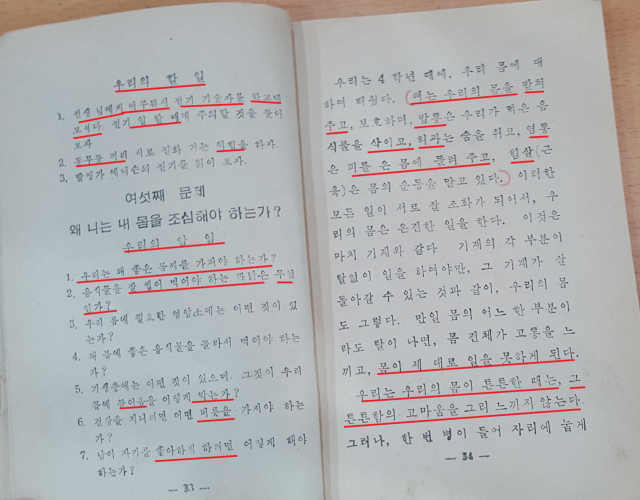 우리의 할 일
1. 선생님에게 여쭈워서 전기 기술자를 학교에
모셔다. 전기 일 할 때에 주의할 것을 들어
보자
2. 동무들 끼리 서로 전화 거는 익힘을 하자.
3. 발명가 에디슨의 전기를 읽어 보자.
여섯째 문제
왜 나는 내 몸을 조심해야 하는가?
우리의 알 일
1. 우리는 왜 좋은 몸씨를 가져야 하는가?
2. 음식물을 잘 씹어 먹어야 하는 까닭은 무엇
인가?
3. 우리 몸에 필요한 영양소에는 어떤 것이 있
는가?
4. 왜 몸에 좋은 음식물을 골라서 먹어야 하는
가?
5. 기생충에는 어떤 것이 있으며, 그것이 우리
몸에 들어옴을 어떻게 막는가?
6. 건강을 지니려면 어떤 버릇을 가져야 하는
가?
7. 남이 자기를 좋아하게 하려면 어떻게 해야
하는가?
— 33 —
우리는 4 학년 때에, 우리 몸에 대
하여 배웠다. (뼈는 우리의 몸을 받쳐
주고, 보호하며, 밥통은 우리가 먹은 음
식물을 삭이고, 허파는 숨을 쉬고, 염통
은 피를 온 몸에 돌려 주고, 힘살(근
육)은 몸의 운동을 맡고 있다.) 이러한
모든 일이 서로 잘 조화가 되어서, 우
리의 몸은 온전한 일을 한다. 이것은
마치 기계와 같다 기계의 각 부분이
탈없이 일을 하여야만, 그 기계가 잘
돌아갈 수 있는 것과 같이, 우리의 몸
도 그렇다. 만일 몸의 어느 한 부분이
라도 탈이 나면, 몸 전체가 고통을 느
끼고, 몸이 제 대로 일을 못하게 된다.
우리는 우리의 몸이 튼튼한 때는, 그
튼튼함의 고마움을 그리 느끼지 않는다.
그러나, 한 번 병이 들어 자리에 눕게
— 34 —